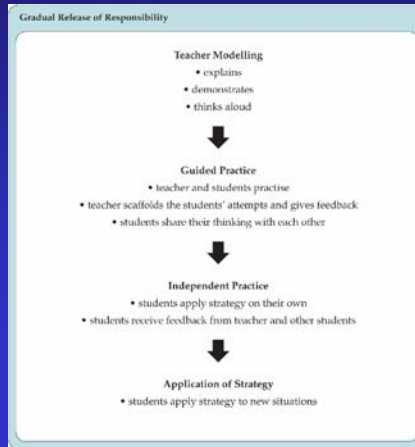 Gradual Release of Responsibility
Teacher Modelling
• explains
• demonstrates
• thinks aloud
Guided Practice
• teacher and students practise
• teacher scaffolds the students' attempts and gives feedback
• students share their thinking with each other
Independent Practice
• students apply strategy on their own
• students receive feedback from teacher and other students
Application of Strategy
• students apply strategy to new situations